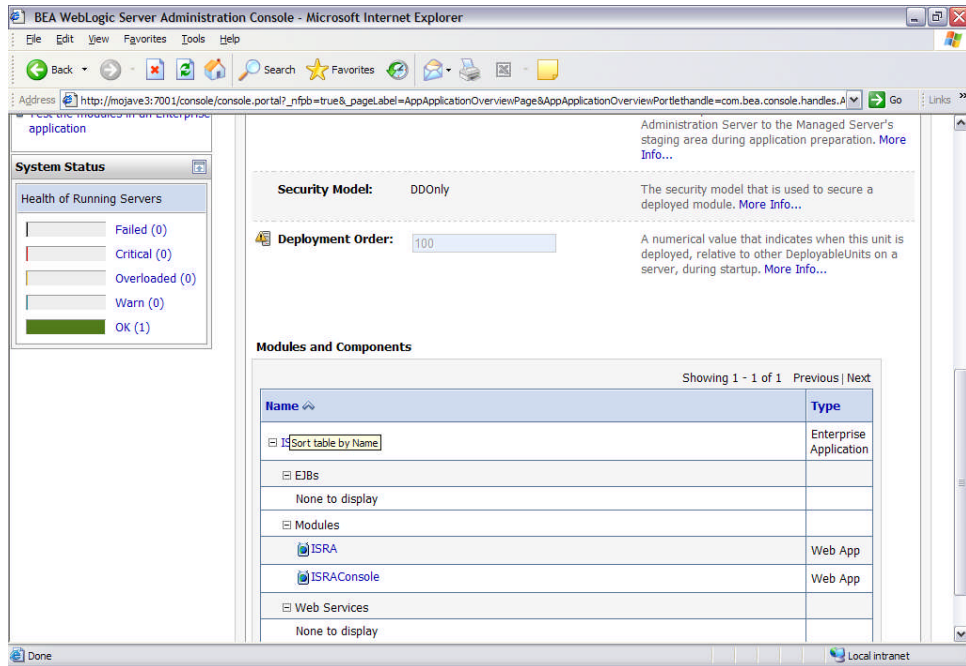 BEA WebLogic Server Administration Console - Microsoft Internet Explorer
File Edit View Favorites Tools Help
Back Search Favorites
Address http://mojave3:7001/console/console.portal?_nfpb=true&_pageLabel=AppApplicationOverviewPage&AppApplicationOverviewPortlethandle=com.bea.console.handles.A Go Links »
Test the modules in an Enterprise
application
System Status
Health of Running Servers
Failed (0)
Critical (0)
Overloaded (0)
Warn (0)
OK (1)
Administration Server to the Managed Server's
staging area during application preparation. More
Info...
Security Model: DDOnly The security model that is used to secure a
deployed module. More Info...
Deployment Order: 100 A numerical value that indicates when this unit is
deployed, relative to other DeployableUnits on a
server, during startup. More Info...
Modules and Components
Showing 1 - 1 of 1 Previous | Next
Name Type
IS Sort table by Name Enterprise
Application
EJBs
None to display
Modules
ISRA Web App
ISRAConsole Web App
Web Services
None to display
Done Local intranet